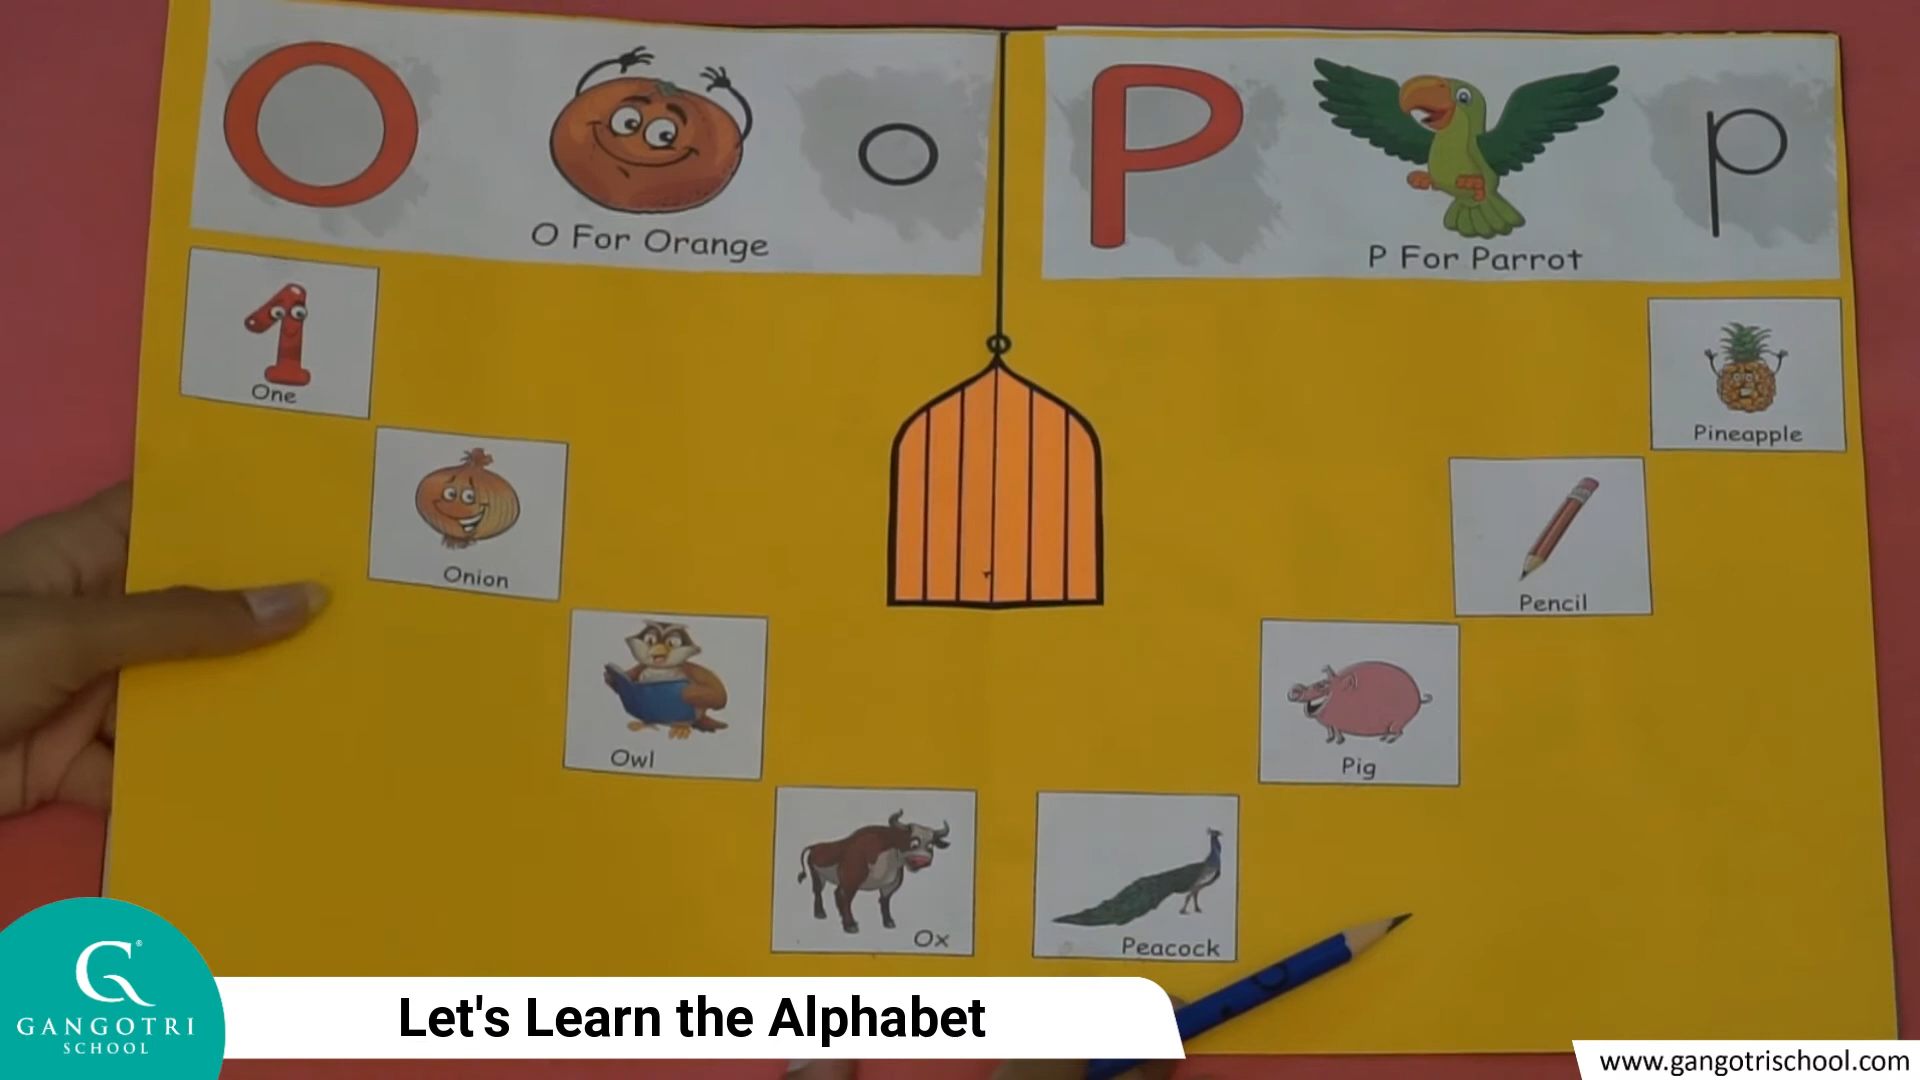 O
o
O For Orange
P
p
P For Parrot
One
Onion
Owl
Ox
Pineapple
Pencil
Pig
Peacock
GANGOTRI
SCHOOL
Let's Learn the Alphabet
www.gangotrischool.com